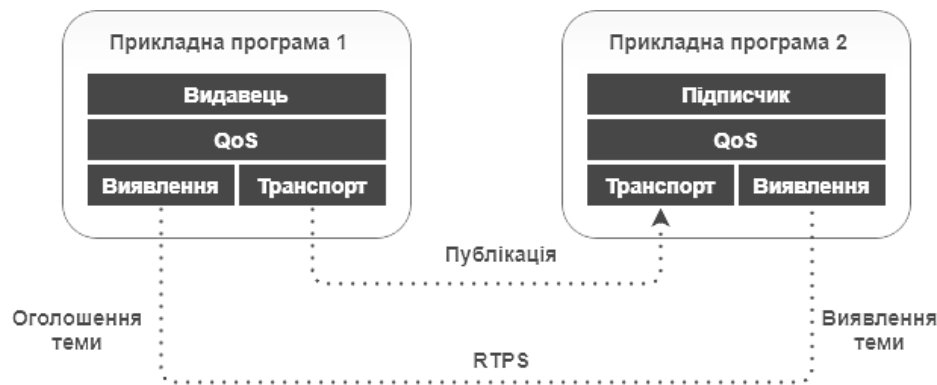 Прикладна програма 1
Видавець
QoS
Виявлення
Транспорт
Прикладна програма 2
Підписчик
QoS
Транспорт
Виявлення
Публікація
Оголошення
теми
Виявлення
теми
RTPS